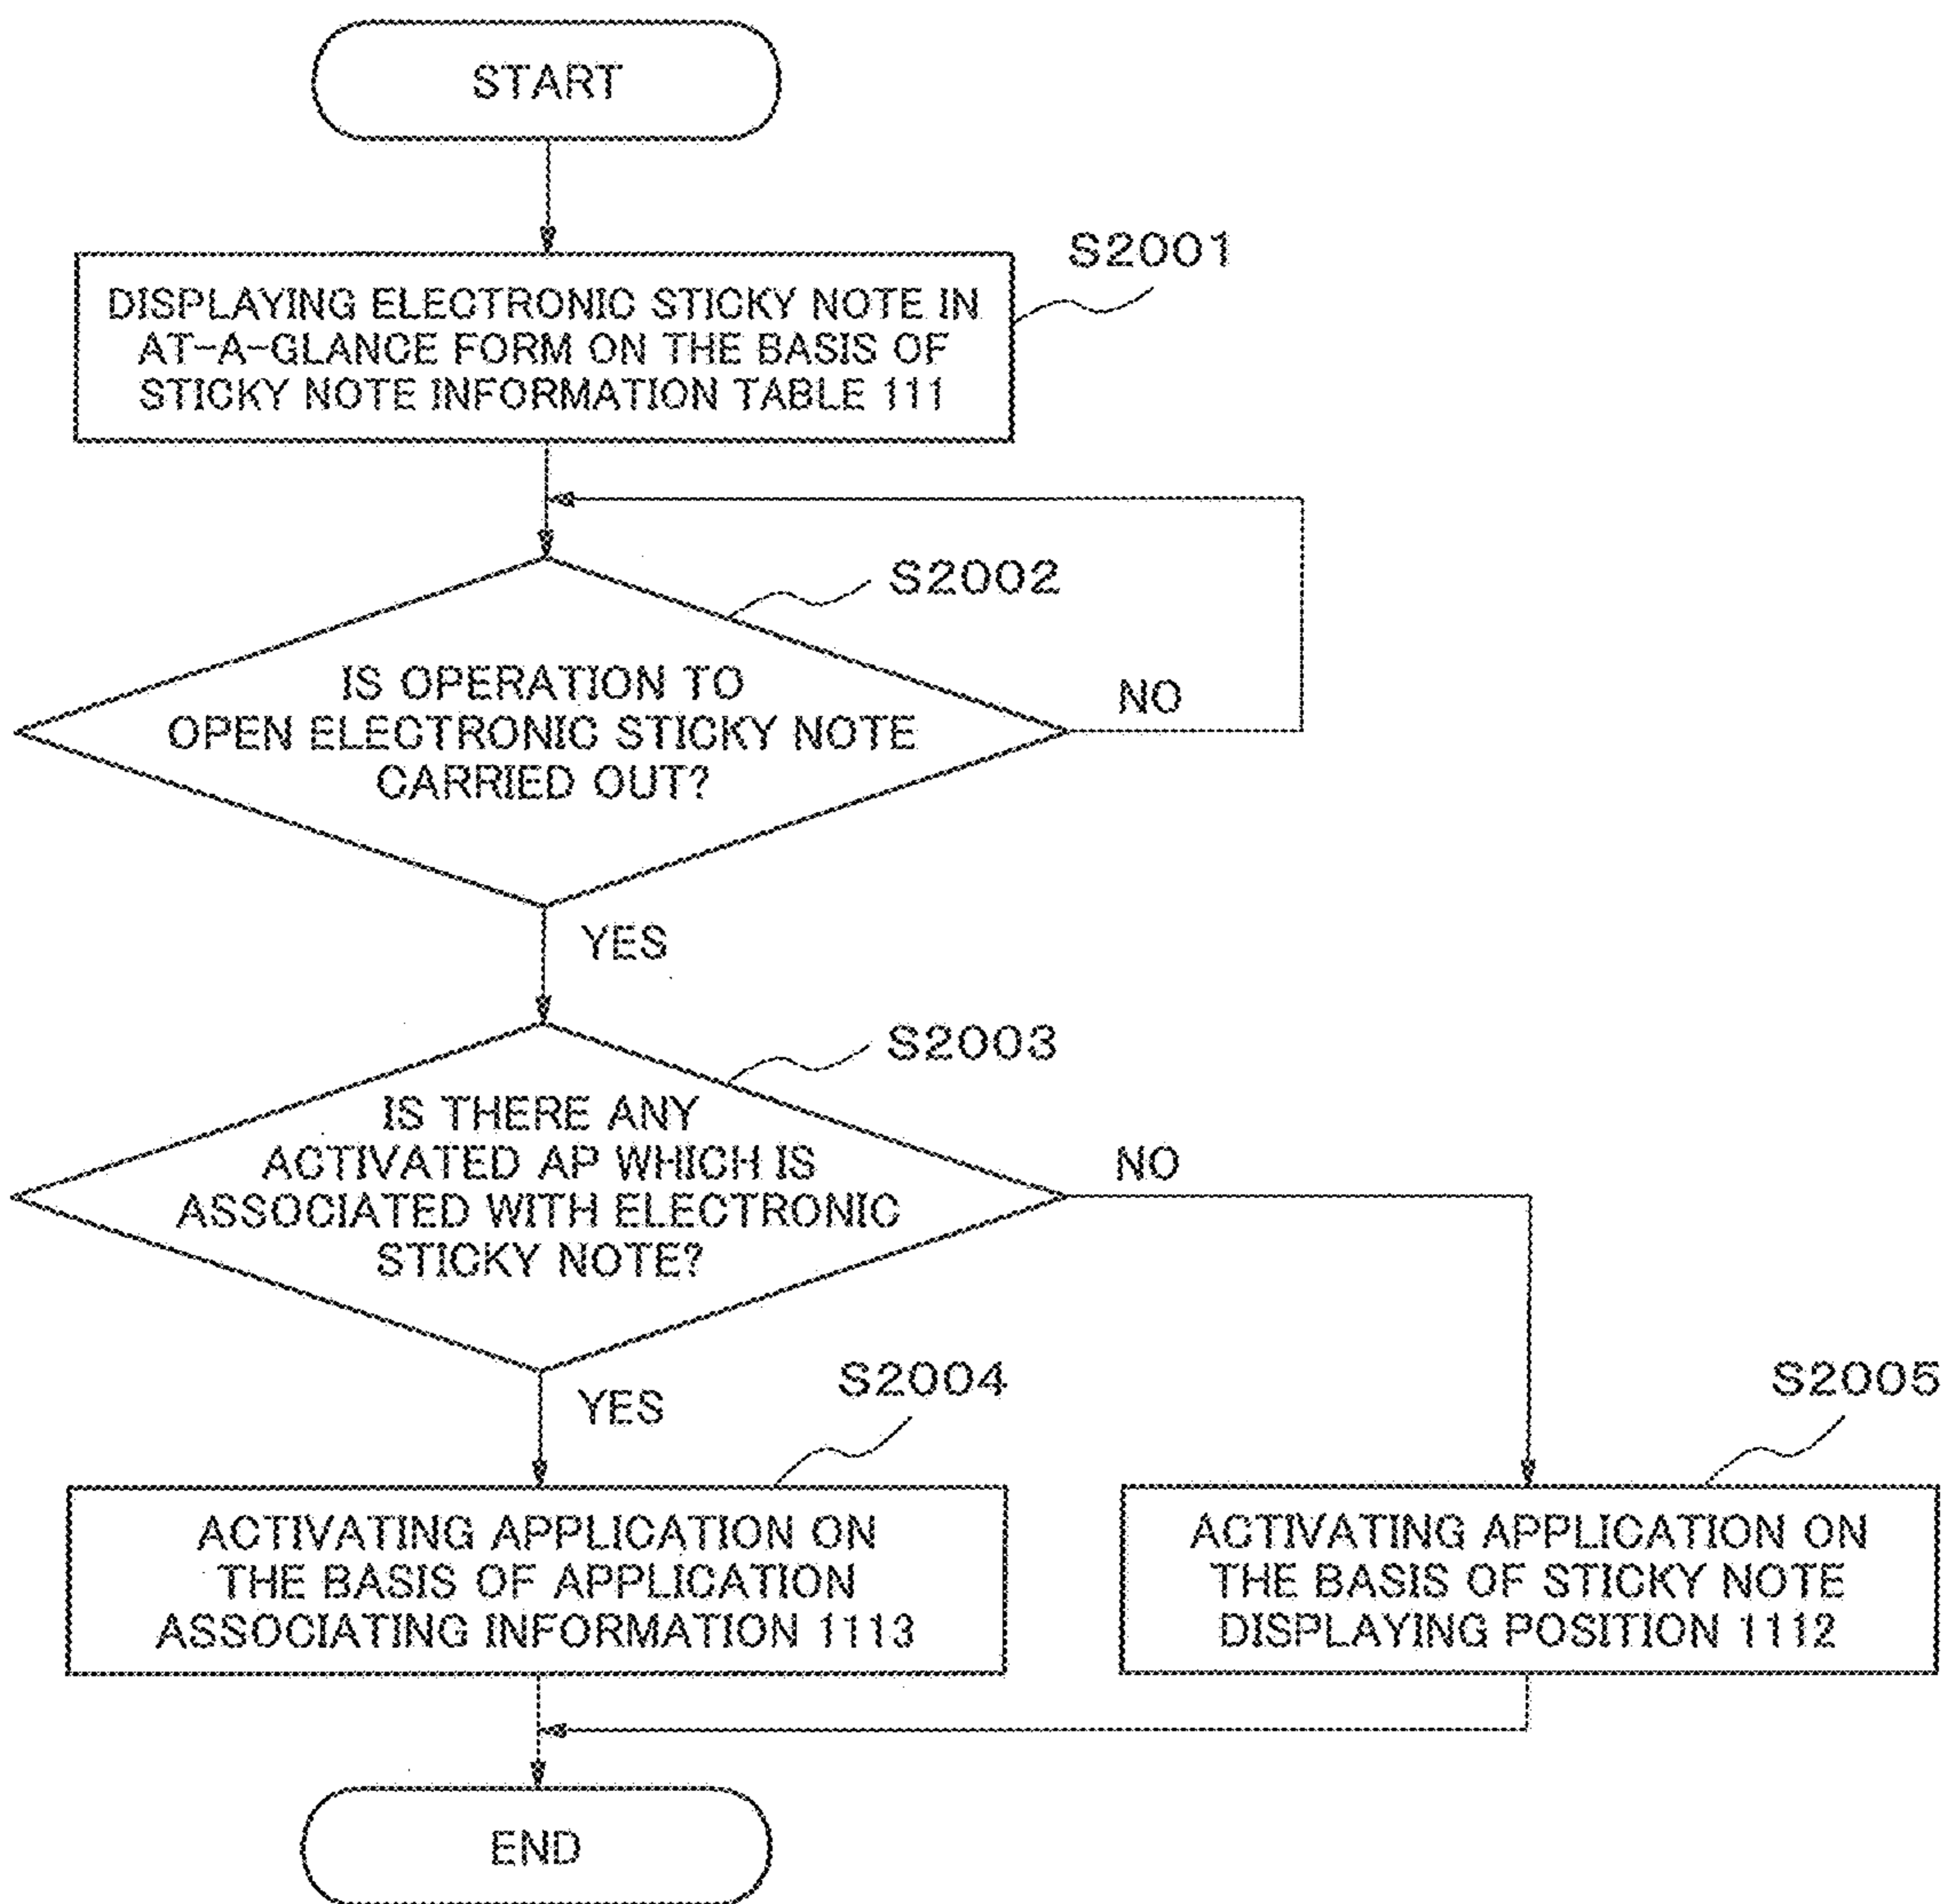 START
S2001
DISPLAYING ELECTRONIC STICKY NOTE IN
AT-A-GLANCE FORM ON THE BASIS OF
STICKY NOTE INFORMATION TABLE 111
S2002
IS OPERATION TO
OPEN ELECTRONIC STICKY NOTE
CARRIED OUT?
NO
YES
S2003
IS THERE ANY
ACTIVATED AP WHICH IS
ASSOCIATED WITH ELECTRONIC
STICKY NOTE?
NO
YES
S2004
ACTIVATING APPLICATION ON
THE BASIS OF APPLICATION
ASSOCIATING INFORMATION 1113
S2005
ACTIVATING APPLICATION ON
THE BASIS OF STICKY NOTE
DISPLAYING POSITION 1112
END